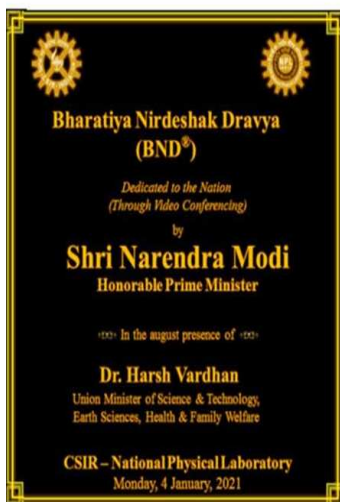 Bharatiya Nirdeshak Dravya
(BND®)
Dedicated to the Nation
(Through Video Conferencing)
by
Shri Narendra Modi
Honorable Prime Minister
In the august presence of
Dr. Harsh Vardhan
Union Minister of Science & Technology,
Earth Sciences, Health & Family Welfare
CSIR – National Physical Laboratory
Monday, 4 January, 2021